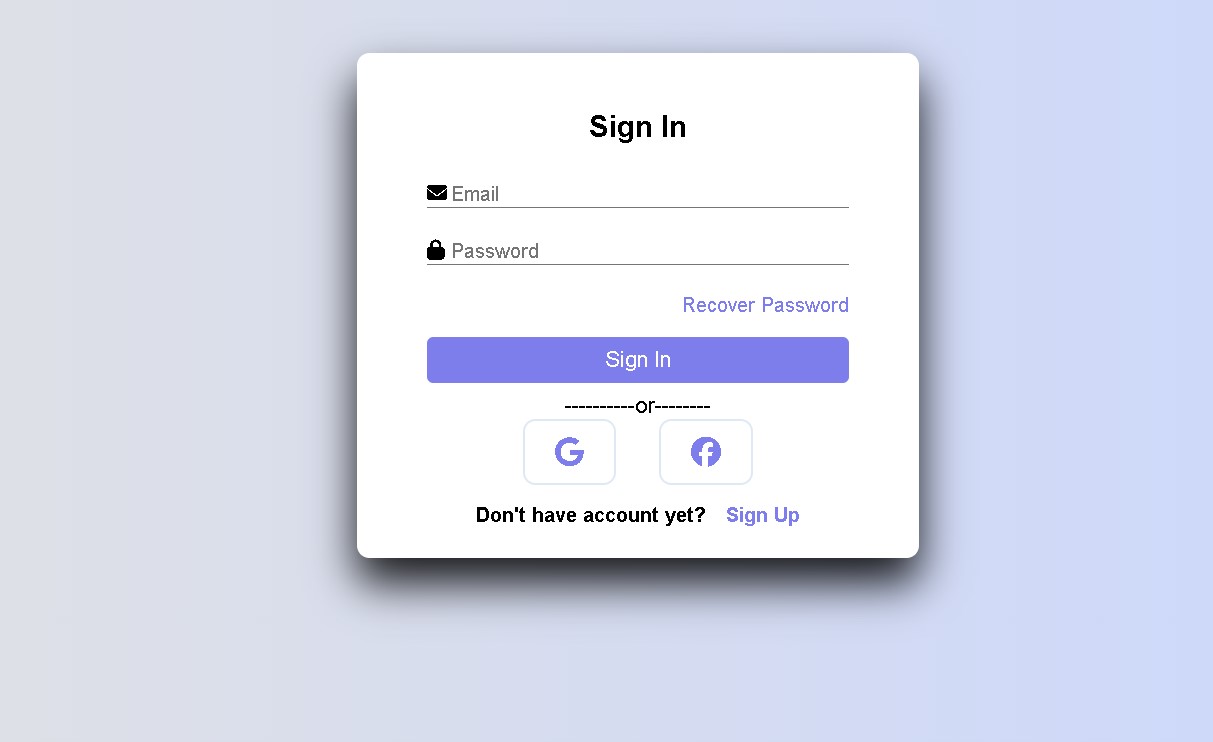 Sign In
Email
Password
Recover Password
Sign In
----------or--------
Don't have account yet? Sign Up